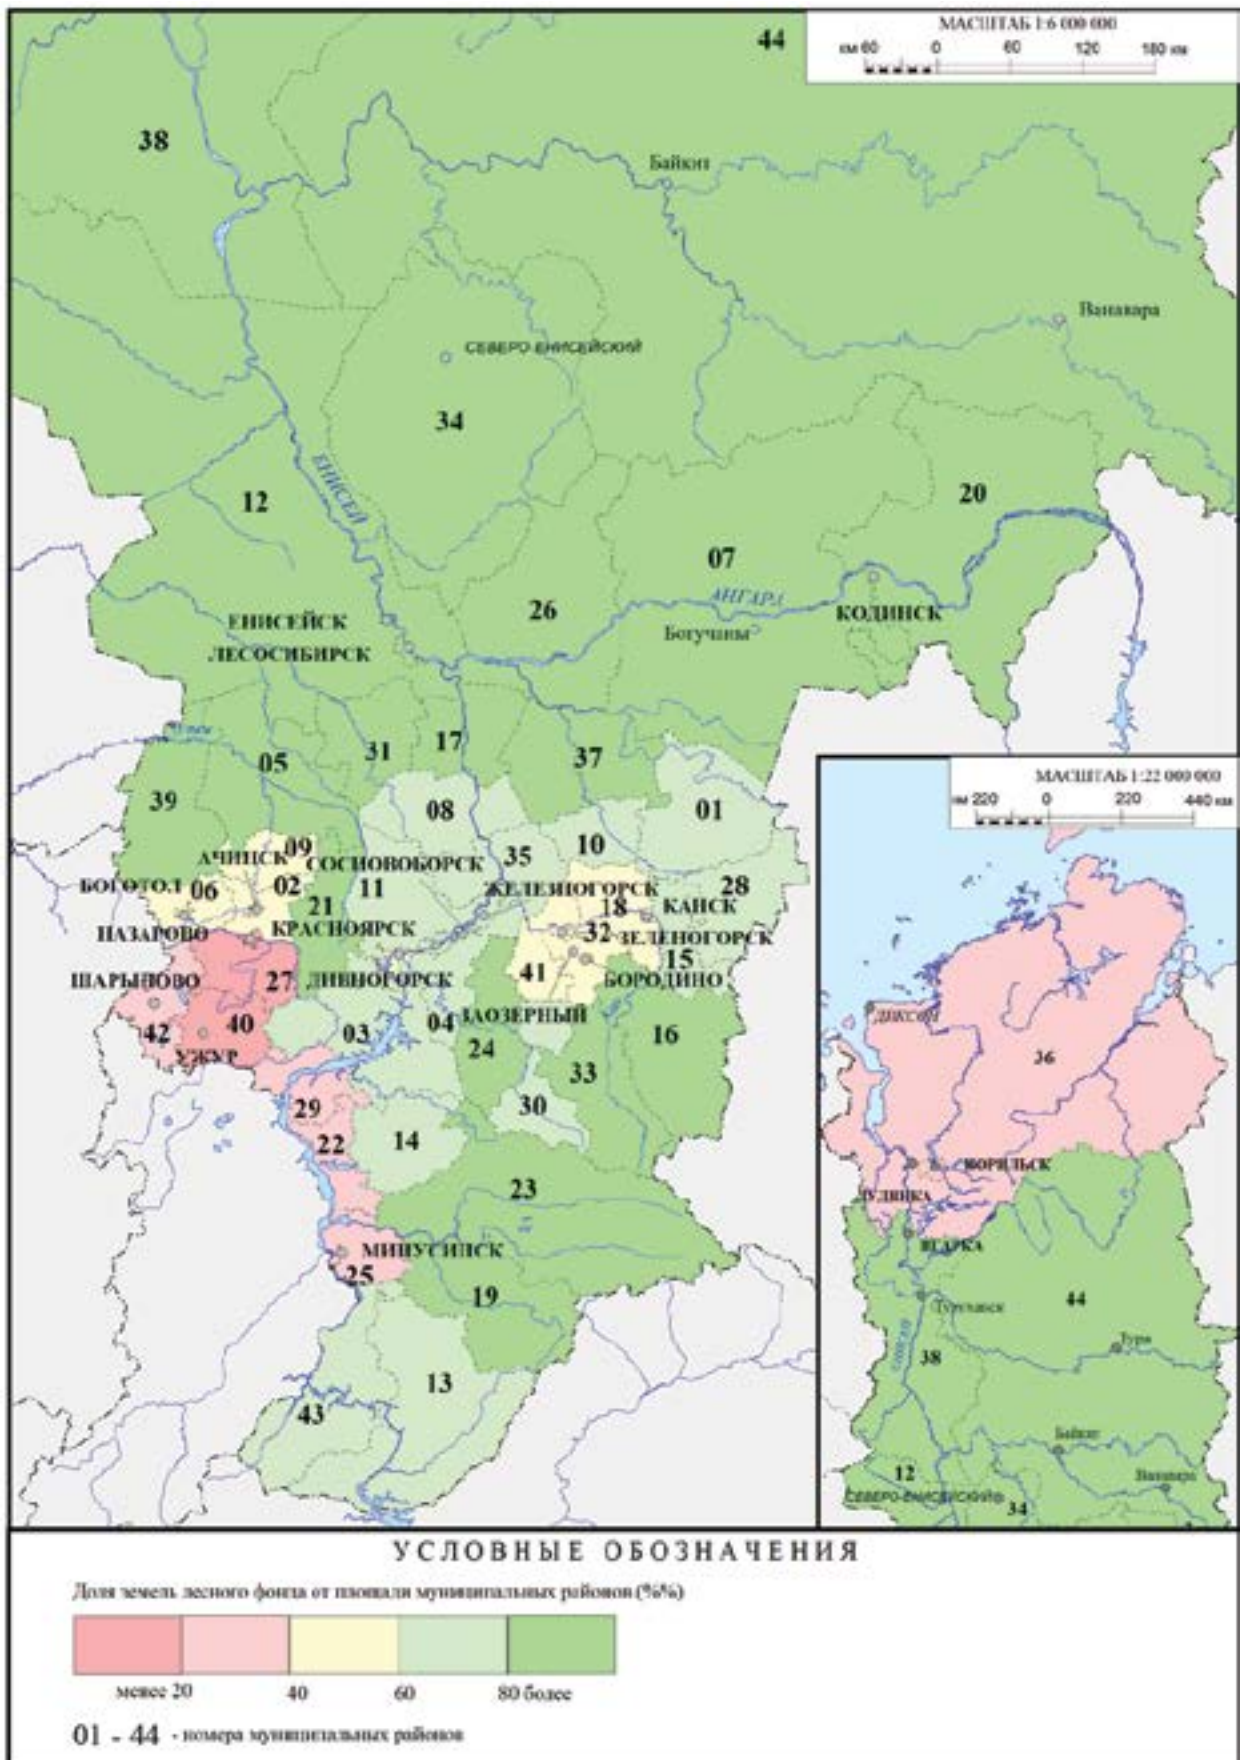 МАСШТАБ 1:6 000 000
км 60 0 60 120 180 км
44
38
Байкит
Ванавара
СЕВЕРО-ЕНИСЕЙСКИЙ
34
ЕНИСЕЙ
12
20
07
АНГАРА
КОДИНСК
26
Богучаны
ЕНИСЕЙСК
ЛЕСОСИБИРСК
31
17
37
05
39
08
01
09
10
35
АЧИНСК
СОСНОВОБОРСК
БОГОТОЛ
06
02
11
ЖЕЛЕЗНОГОРСК
28
21
18
КАНСК
НАЗАРОВО
КРАСНОЯРСК
32
ЗЕЛЕНОГОРСК
15
ШАРЫПОВО
27
ДИВНОГОРСК
41
БОРОДИНО
42
40
03
04
ЗАОЗЕРНЫЙ
16
УЖУР
24
33
29
30
22
14
23
МИНУСИНСК
25
19
13
43
МАСШТАБ 1:22 000 000
км 220 0 220 440 км
ДИКСОН
36
НОРИЛЬСК
ДУДИНКА
ИГАРКА
Туруханск
44
Тура
ЕНИСЕЙ
38
Байкит
12
Ванавара
СЕВЕРО-ЕНИСЕЙСКИЙ
34
УСЛОВНЫЕ ОБОЗНАЧЕНИЯ
Доля земель лесного фонда от площади муниципальных районов (%%)
менее 20 40 60 80 более
01 - 44 - номера муниципальных районов